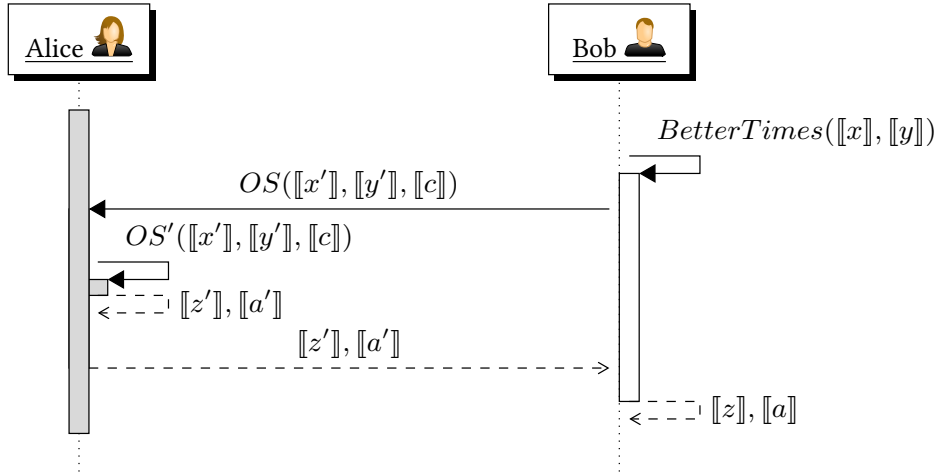 Alice Bob
BetterTimes(⟦x⟧, ⟦y⟧)
OS(⟦x′⟧, ⟦y′⟧, ⟦c⟧)
OS′(⟦x′⟧, ⟦y′⟧, ⟦c⟧)
⟦z′⟧, ⟦a′⟧
⟦z′⟧, ⟦a′⟧
⟦z⟧, ⟦a⟧